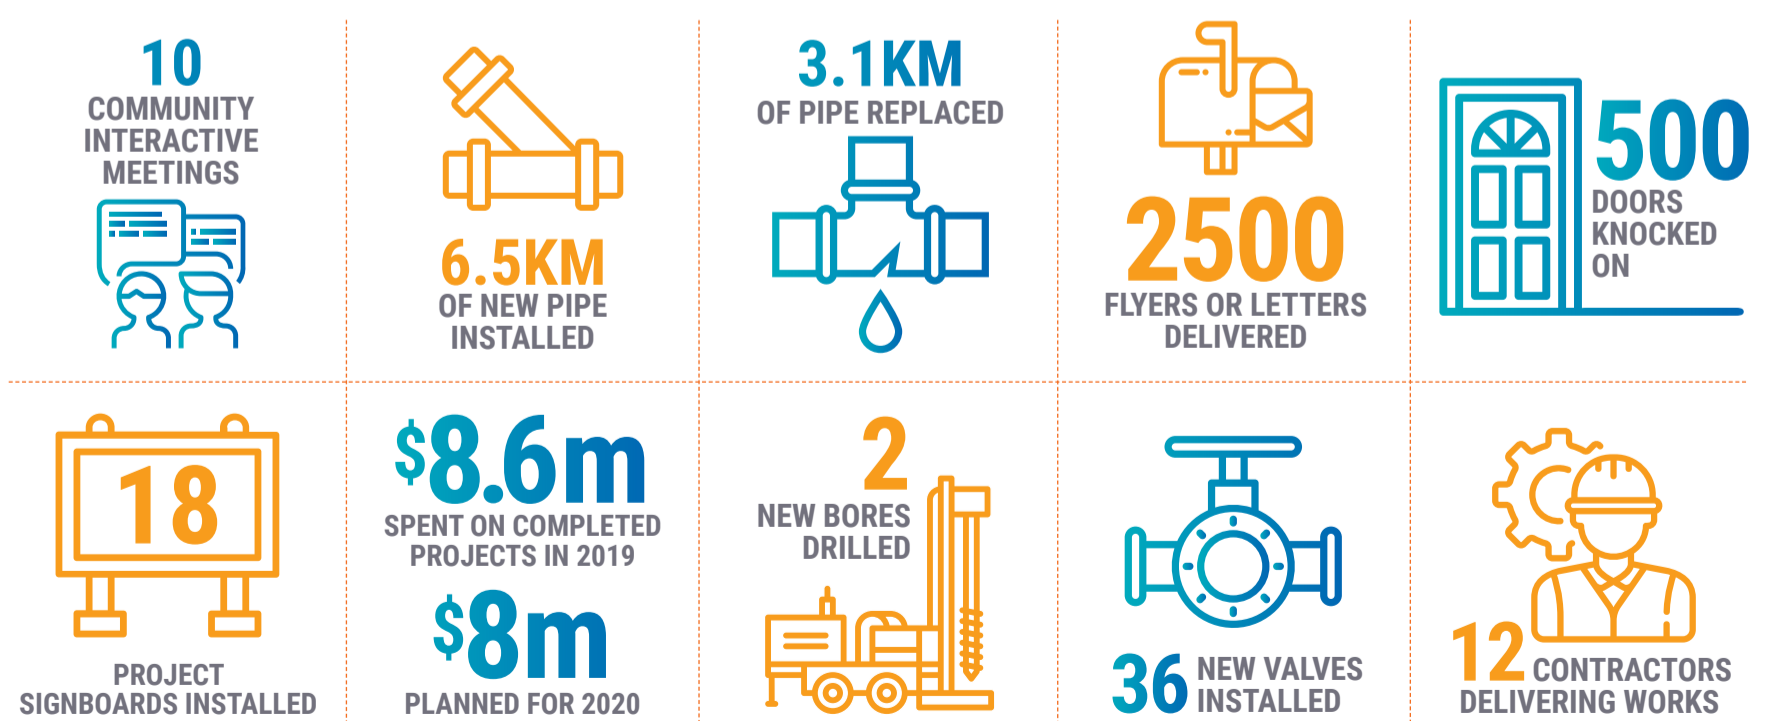 10
COMMUNITY
INTERACTIVE
MEETINGS
6.5KM
OF NEW PIPE
INSTALLED
3.1KM
OF PIPE REPLACED
2500
FLYERS OR LETTERS
DELIVERED
500
DOORS
KNOCKED
ON
18
PROJECT
SIGNBOARDS INSTALLED
$8.6m
SPENT ON COMPLETED
PROJECTS IN 2019
$8m
PLANNED FOR 2020
2
NEW BORES
DRILLED
36 NEW VALVES
INSTALLED
12 CONTRACTORS
DELIVERING WORKS